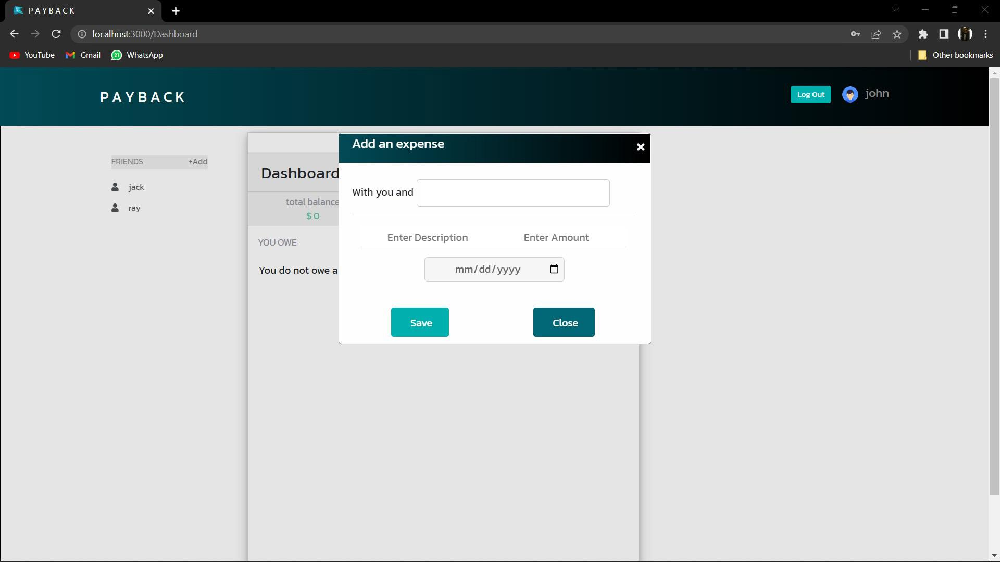 PAYBACK
localhost:3000/Dashboard
YouTube
Gmail
21
WhatsApp
Other bookmarks
PAYBACK
Log Out
john
FRIENDS
+Add
jack
ray
Dashboard
total balance
$ 0
YOU OWE
You do not owe a
Add an expense
With you and
Enter Description
Enter Amount
mm/dd/yyyy
Save
Close